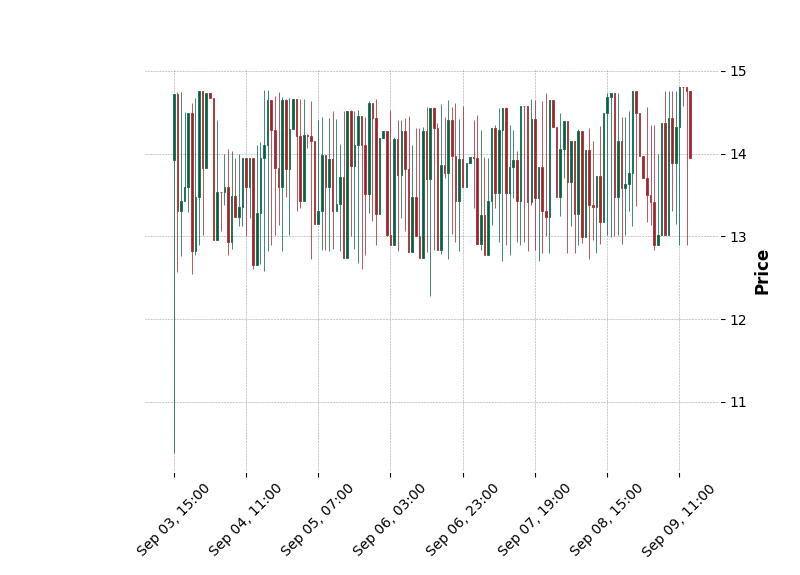 15
14
13
12
11
Price
Sep 03, 15:00
Sep 04, 11:00
Sep 05, 07:00
Sep 06, 03:00
Sep 06, 23:00
Sep 07, 19:00
Sep 08, 15:00
Sep 09, 11:00